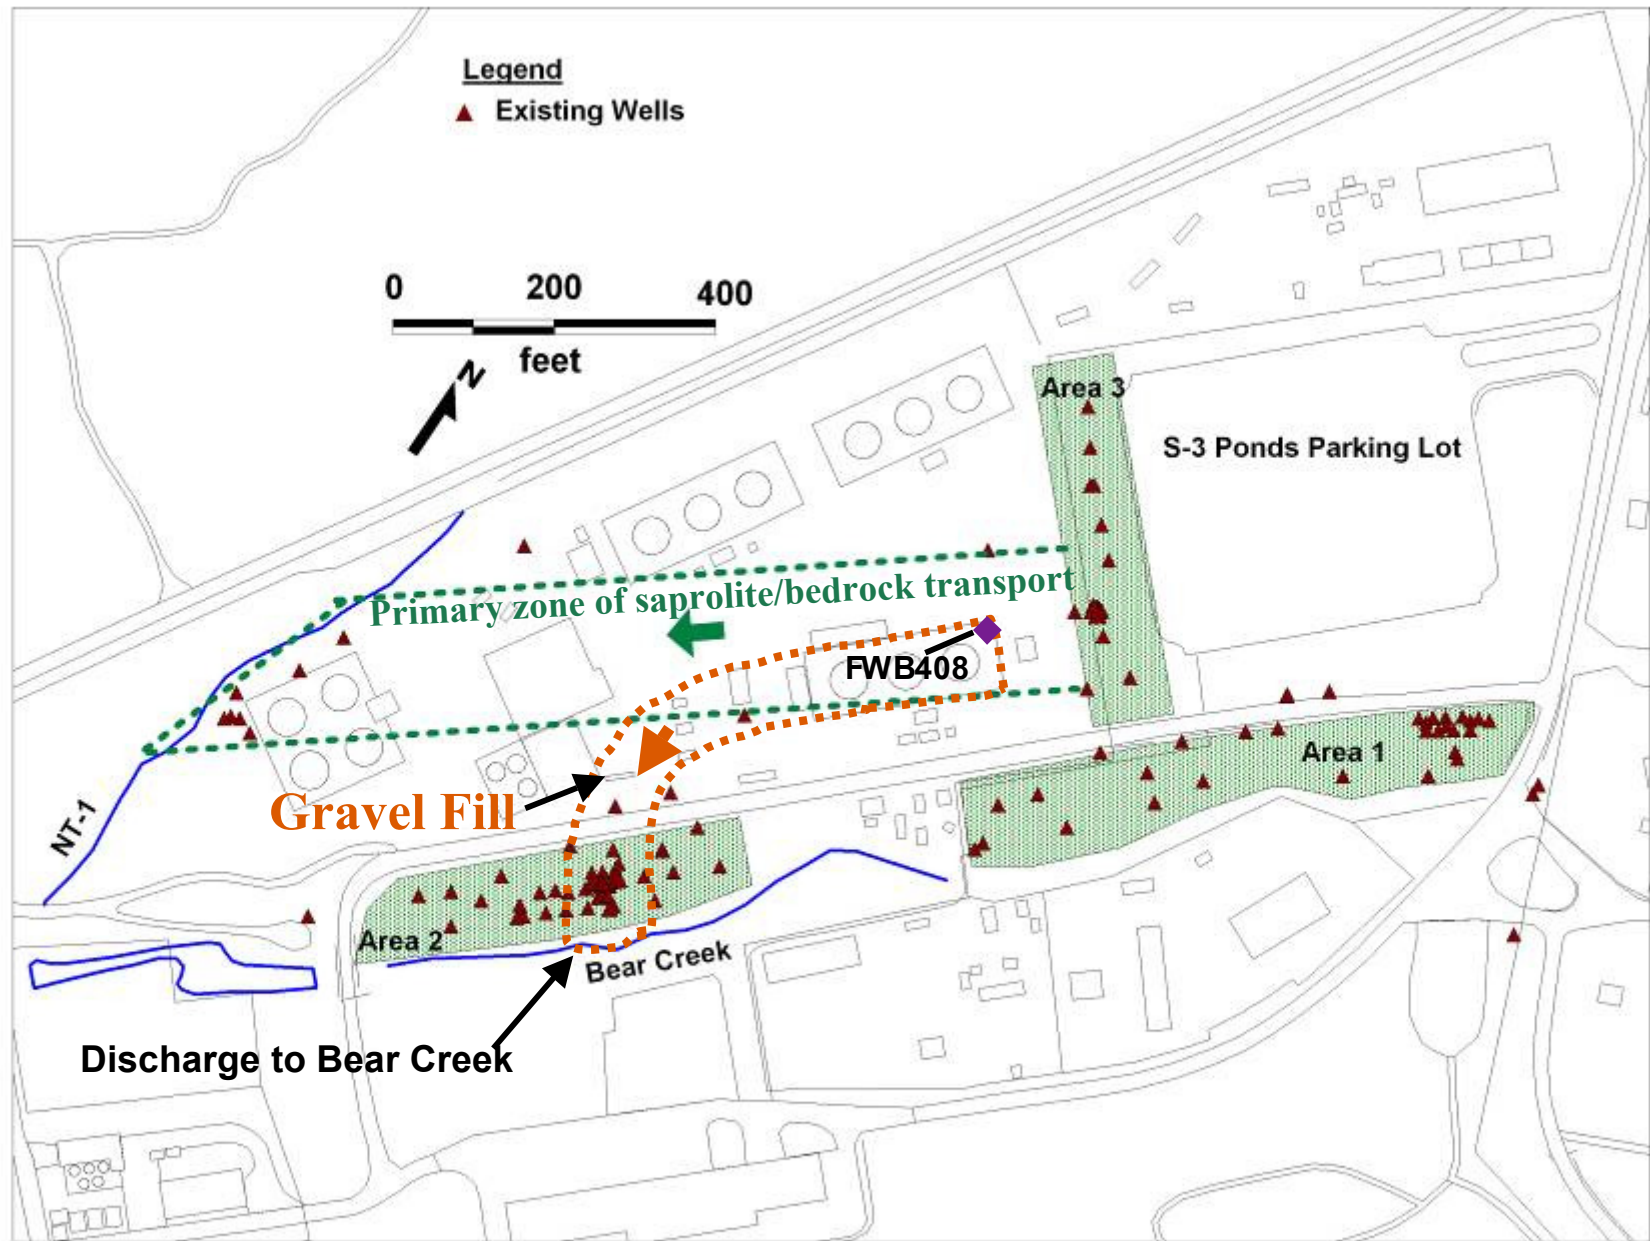 Legend
Existing Wells
0 200 400
feet
N
Area 3
S-3 Ponds Parking Lot
Primary zone of saprolite/bedrock transport
FWB408
Area 1
Gravel Fill
NT-1
Area 2
Bear Creek
Discharge to Bear Creek